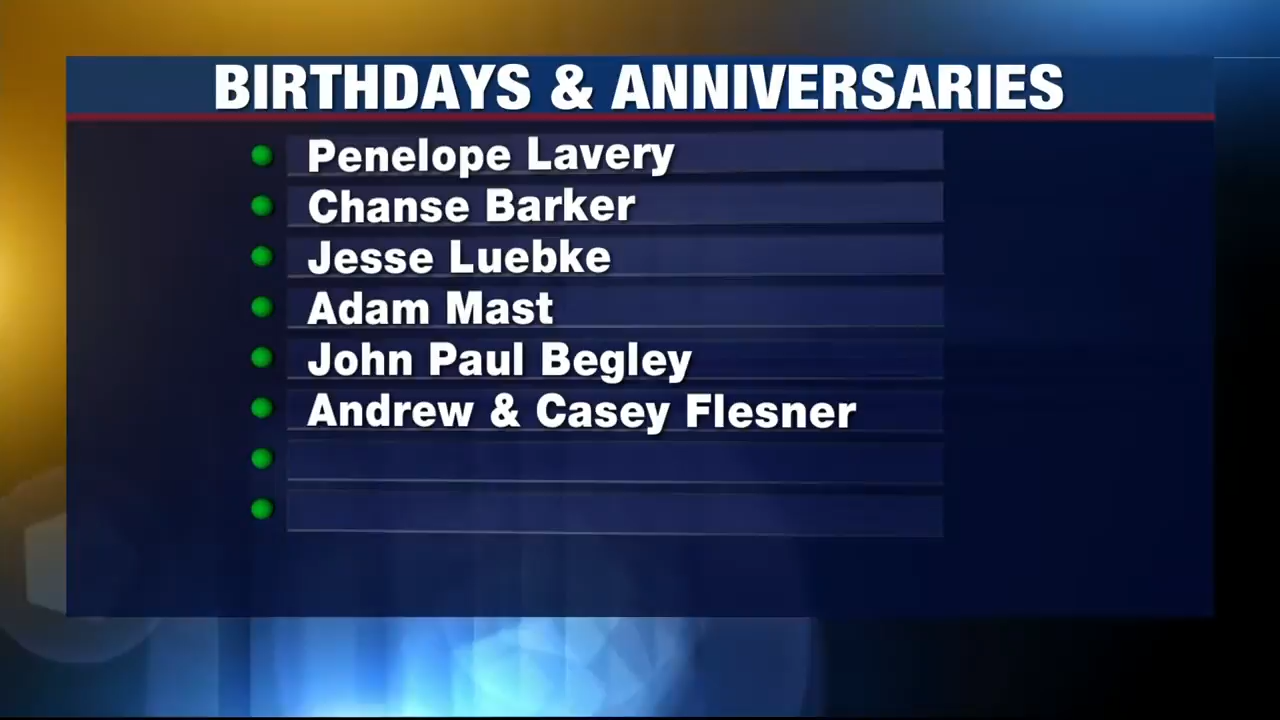 BIRTHDAYS & ANNIVERSARIES
Penelope Lavery
Chanse Barker
Jesse Luebke
Adam Mast
John Paul Begley
Andrew & Casey Flesner